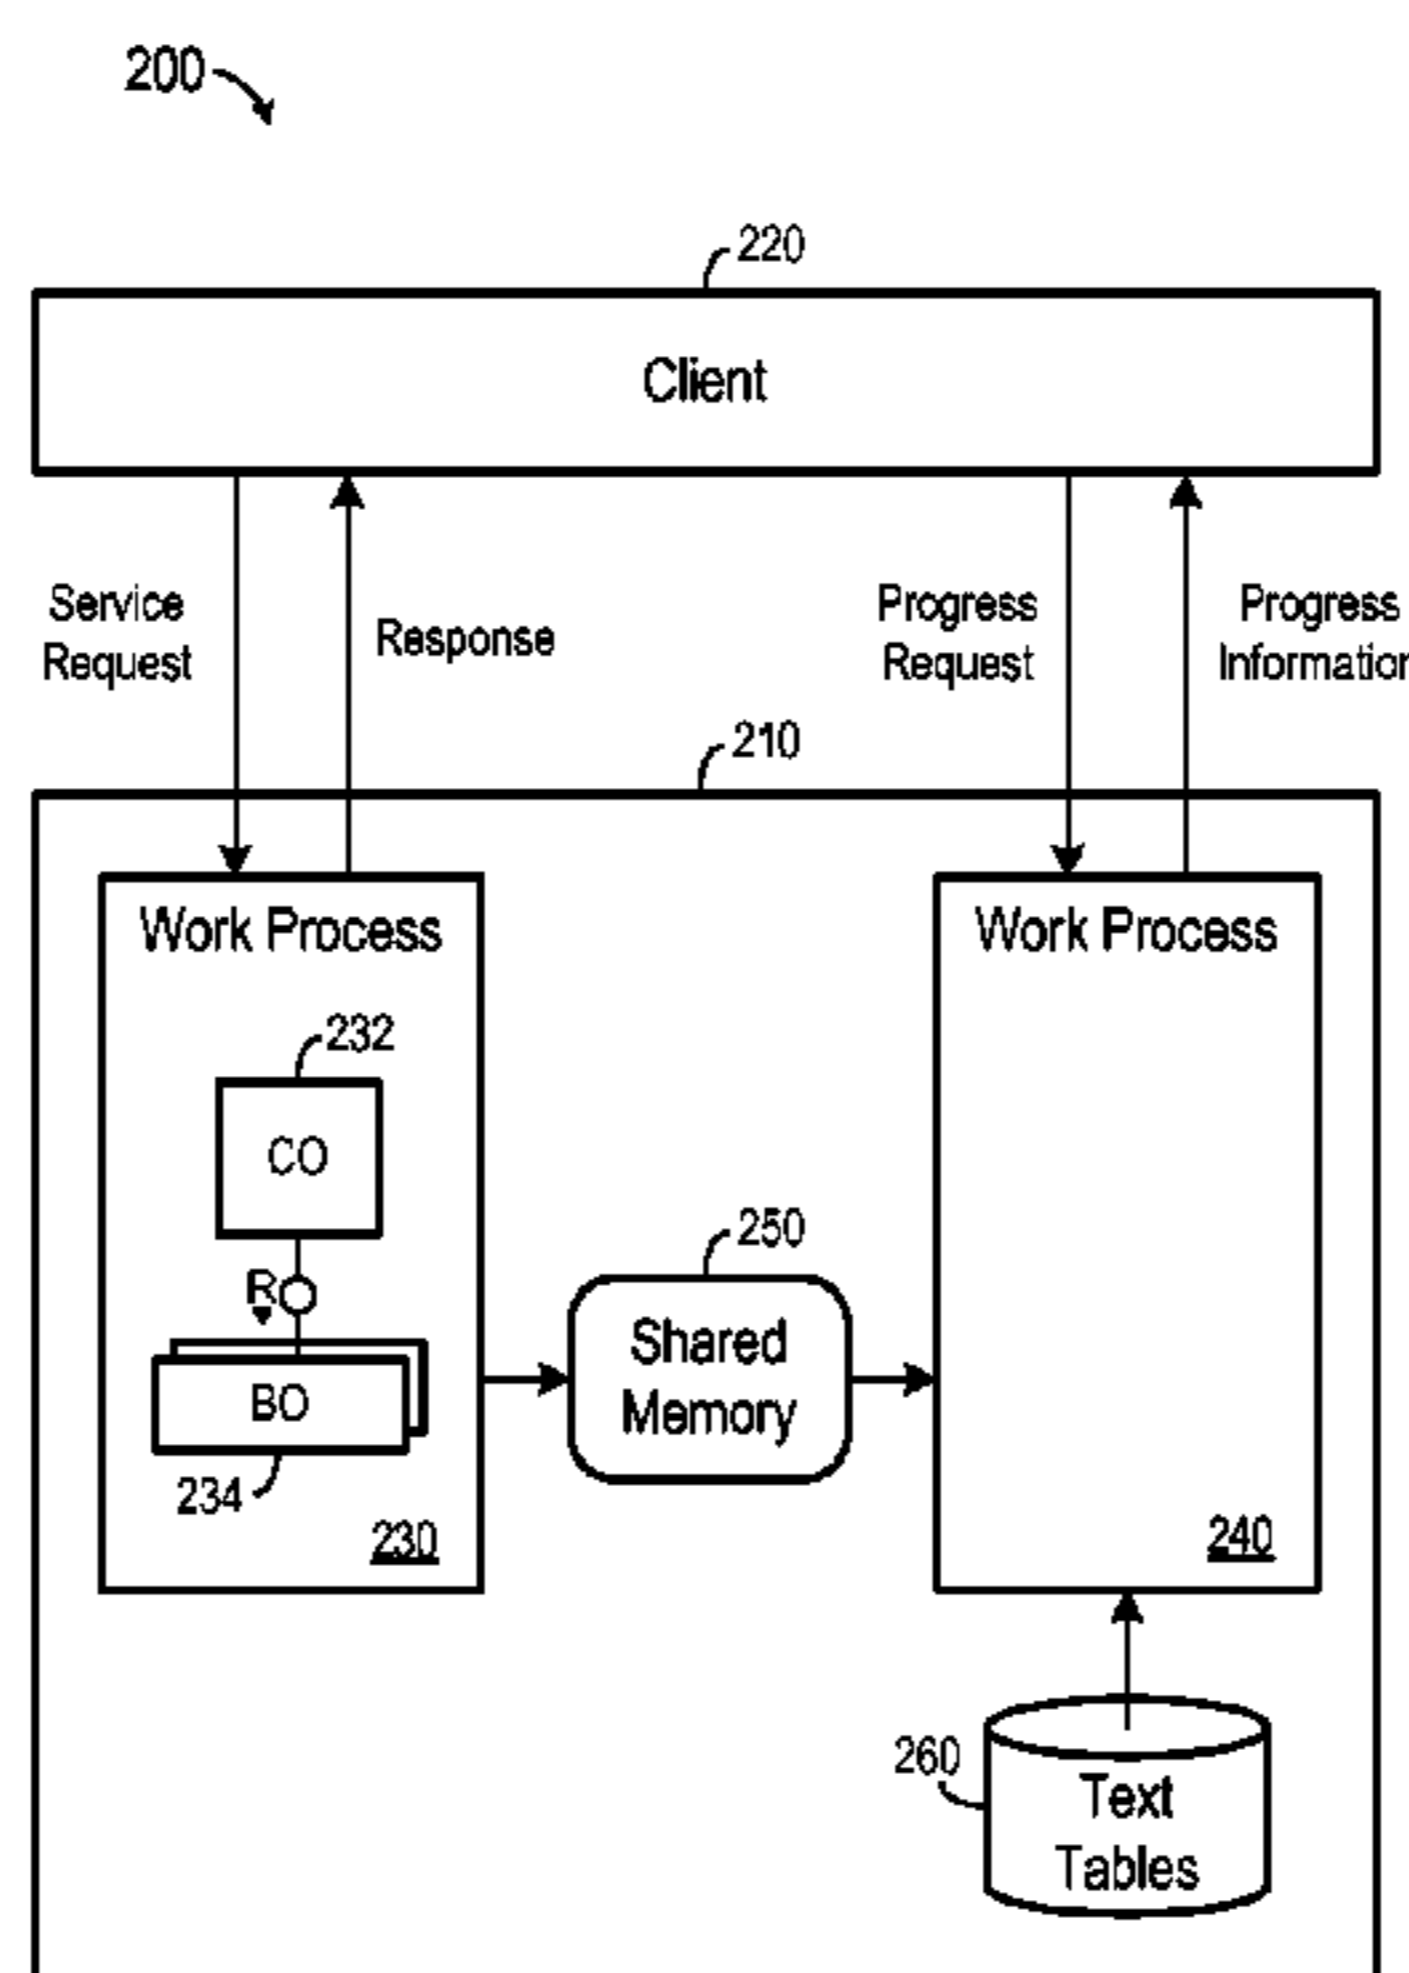 200
220
Client
Service
Request
Response
Progress
Request
Progress
Information
210
Work Process
Work Process
232
CO
R
BO
234
230
250
Shared
Memory
240
260
Text
Tables